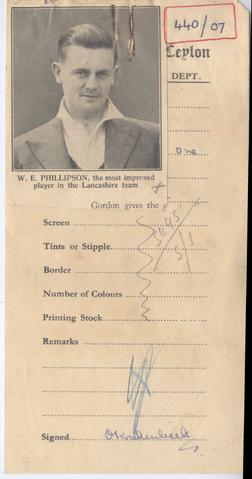 440/07
Ceylon
DEPT.
One
W. E. PHILLIPSON, the most improved
player in the Lancashire team
Gordon gives the
Screen
Tints or Stipple
Border
Number of Colours
Printing Stock
Remarks
Signed